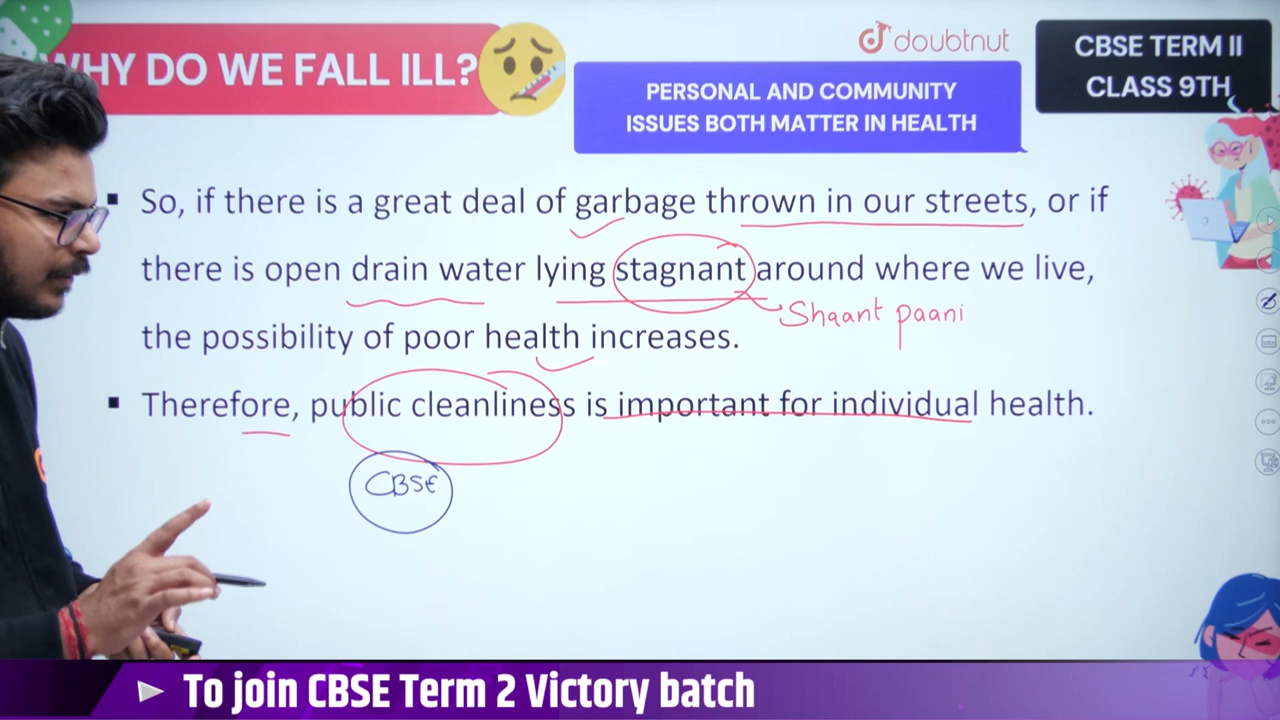 WHY DO WE FALL ILL?
doubtnut
PERSONAL AND COMMUNITY
ISSUES BOTH MATTER IN HEALTH
CBSE TERM II
CLASS 9TH
▪ So, if there is a great deal of garbage thrown in our streets, or if
there is open drain water lying stagnant around where we live,
Shaant paani
the possibility of poor health increases.
▪ Therefore, public cleanliness is important for individual health.
CBSE
To join CBSE Term 2 Victory batch